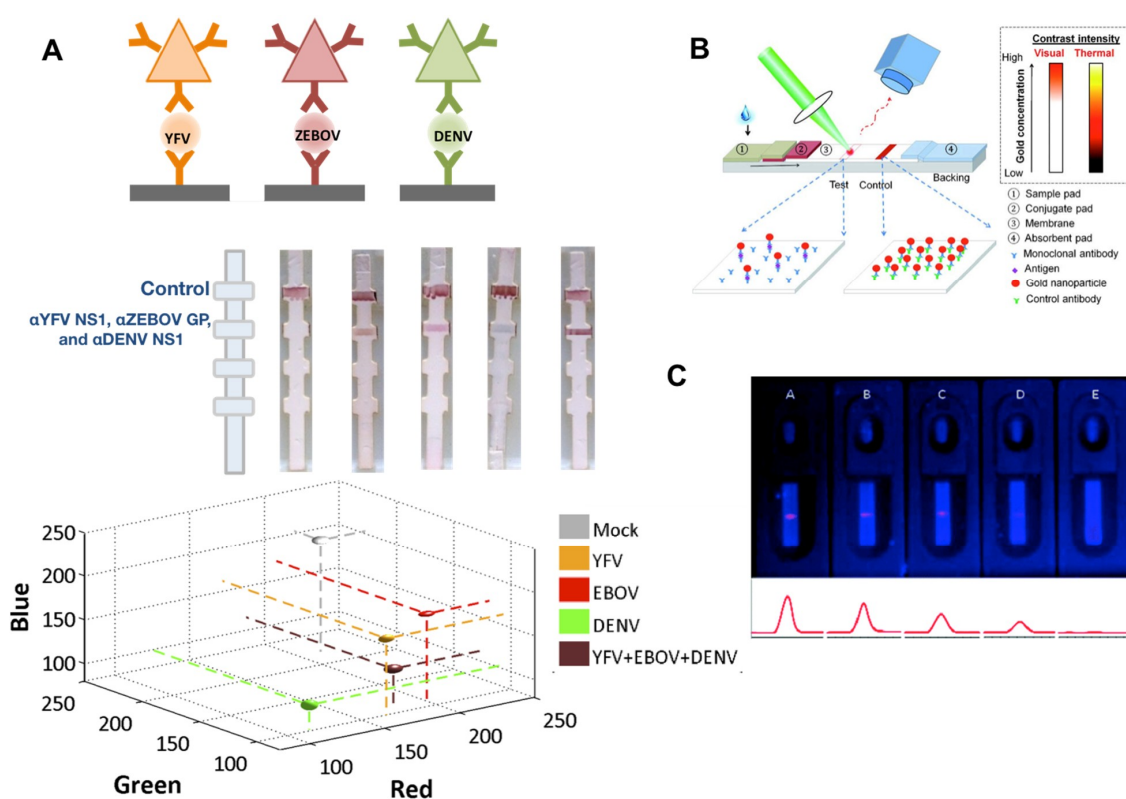 A
YFV
ZEBOV
DENV
Control
αYFV NS1, αZEBOV GP,
and αDENV NS1
250
200
150
100
Blue
250
200
150
100
Green
100
150
200
250
Red
Mock
YFV
EBOV
DENV
YFV+EBOV+DENV
B
Contrast intensity
Visual Thermal
High
Gold concentration
Low
① ② ③ ④
Test Control Backing
① Sample pad
② Conjugate pad
③ Membrane
④ Absorbent pad
Monoclonal antibody
Antigen
Gold nanoparticle
Control antibody
C
A B C D E